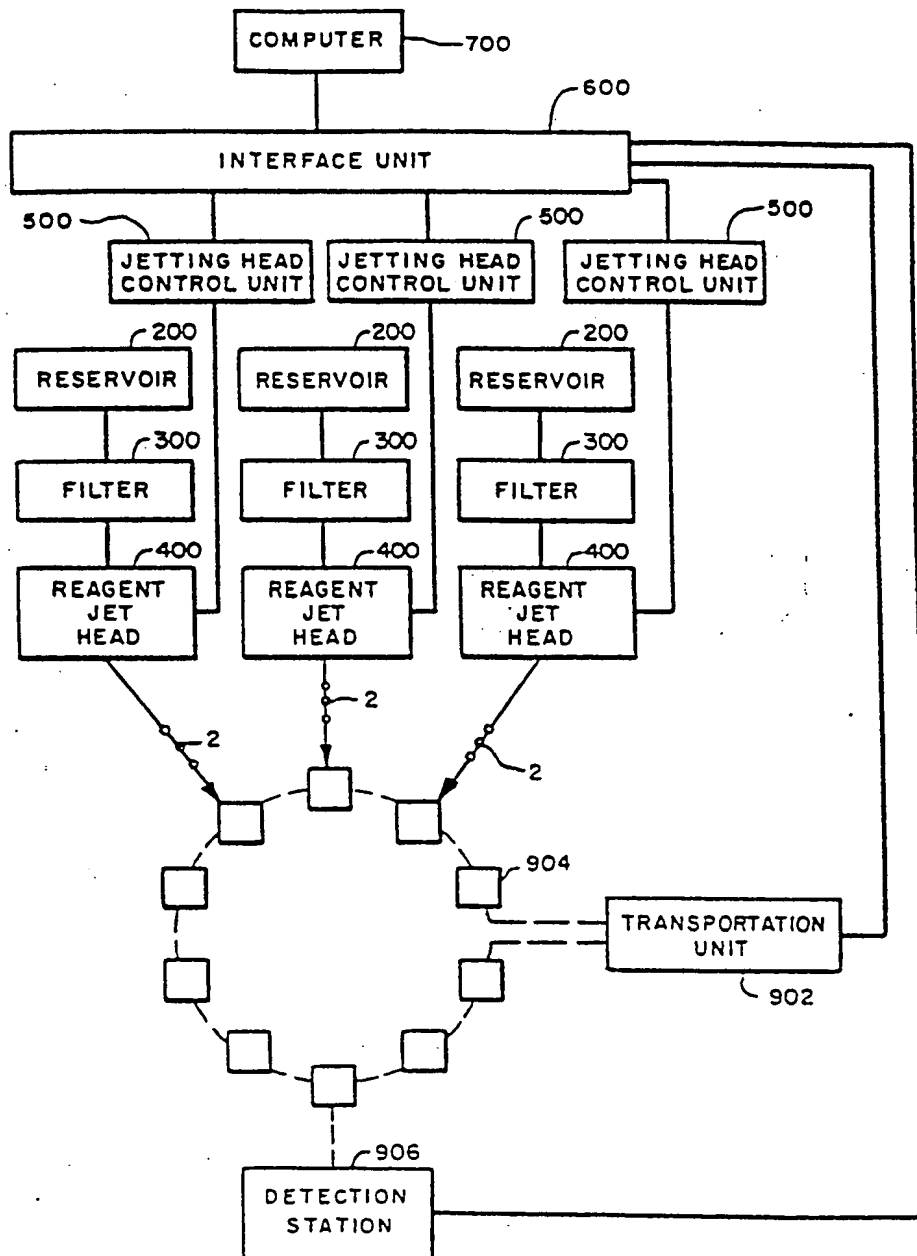 COMPUTER
700
600
INTERFACE UNIT
500
500
500
JETTING HEAD
CONTROL UNIT
JETTING HEAD
CONTROL UNIT
JETTING HEAD
CONTROL UNIT
200
200
200
RESERVOIR
RESERVOIR
RESERVOIR
300
300
300
FILTER
FILTER
FILTER
400
400
400
REAGENT
JET
HEAD
REAGENT
JET
HEAD
REAGENT
JET
HEAD
2
2
2
904
TRANSPORTATION
UNIT
902
906
DETECTION
STATION